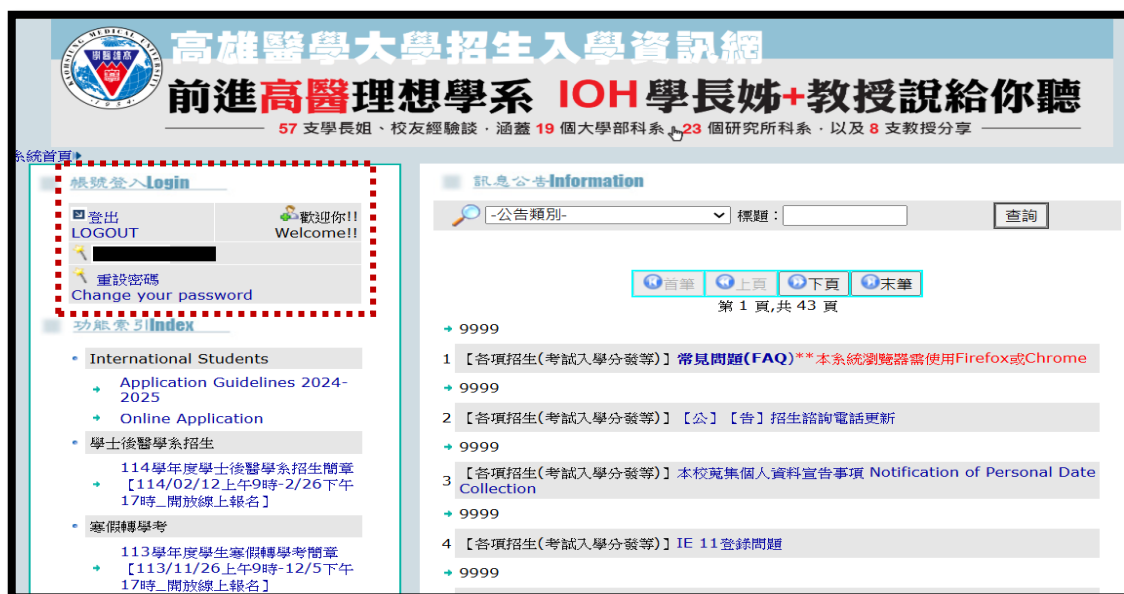 高雄醫學大學招生入學資訊網
前進高醫理想學系 IOH 學長姊+教授說給你聽
57 支學長姐、校友經驗談．涵蓋 19 個大學部科系、23 個研究所科系．以及 8 支教授分享
系統首頁
帳號登入Login
登出
LOGOUT
歡迎你!!
Welcome!!
重設密碼
Change your password
功能索引Index
International Students
Application Guidelines 2024-
2025
Online Application
學士後醫學系招生
114學年度學士後醫學系招生簡章
【114/02/12上午9時-2/26下午
17時_開放線上報名】
寒假轉學考
113學年度學生寒假轉學考簡章
【113/11/26上午9時-12/5下午
17時_開放線上報名】
訊息公告Information
-公告類別- 標題： 查詢
首筆 上頁 下頁 末筆
第 1 頁,共 43 頁
9999
1 【各項招生(考試入學分發等)】常見問題(FAQ)**本系統瀏覽器需使用Firefox或Chrome
9999
2 【各項招生(考試入學分發等)】【公】【告】招生諮詢電話更新
9999
3 【各項招生(考試入學分發等)】本校蒐集個人資料宣告事項 Notification of Personal Date
Collection
9999
4 【各項招生(考試入學分發等)】IE 11登錄問題
9999